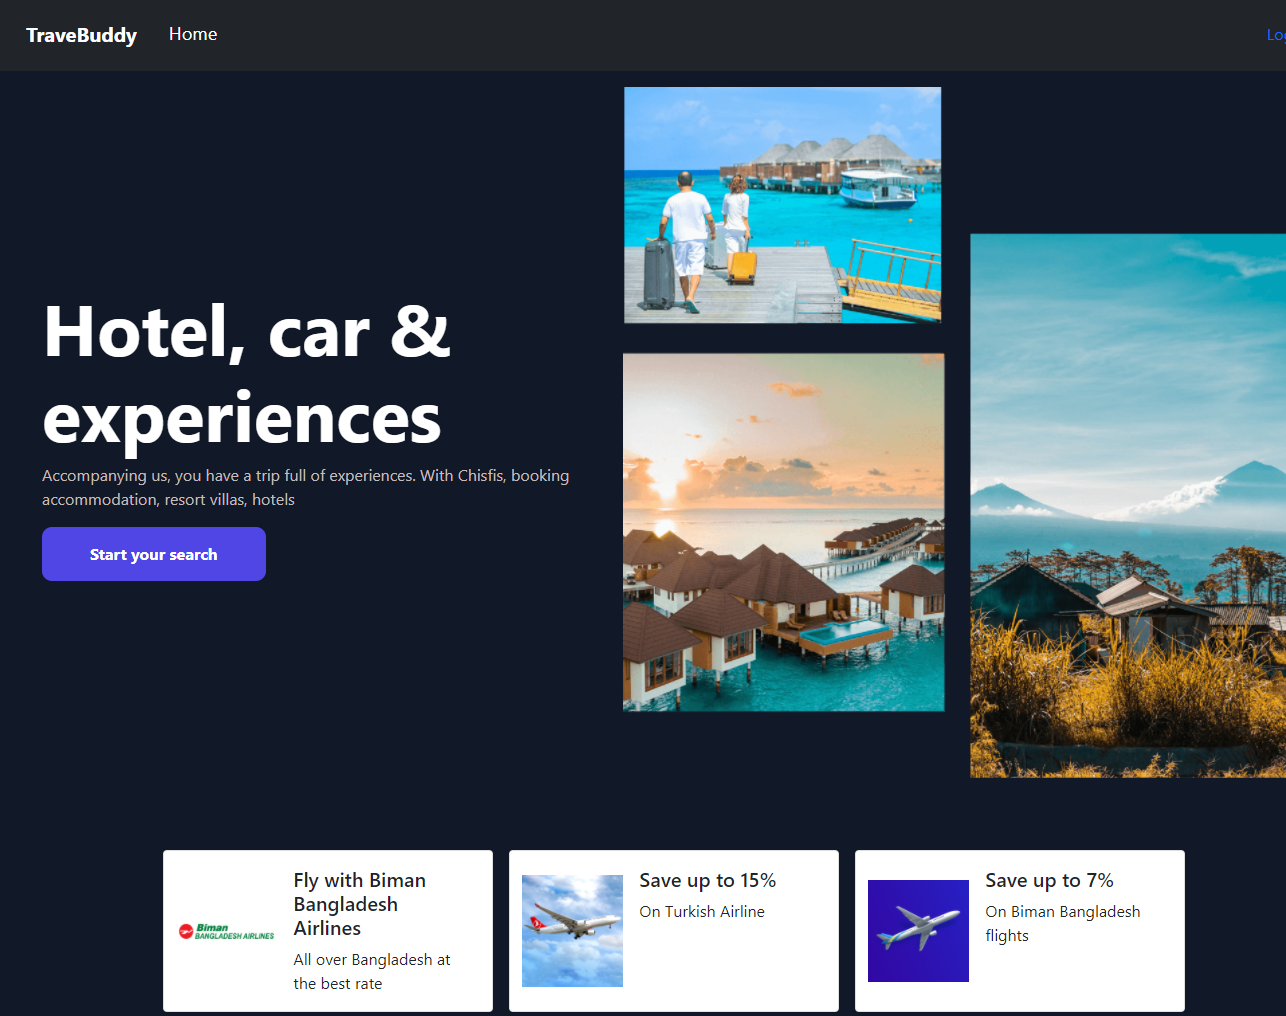 TraveBuddy Home
Hotel, car &
experiences
Accompanying us, you have a trip full of experiences. With Chisfis, booking
accommodation, resort villas, hotels
Start your search
Biman
BANGLADESH AIRLINES
Fly with Biman
Bangladesh
Airlines
All over Bangladesh at
the best rate
Save up to 15%
On Turkish Airline
Save up to 7%
On Biman Bangladesh
flights